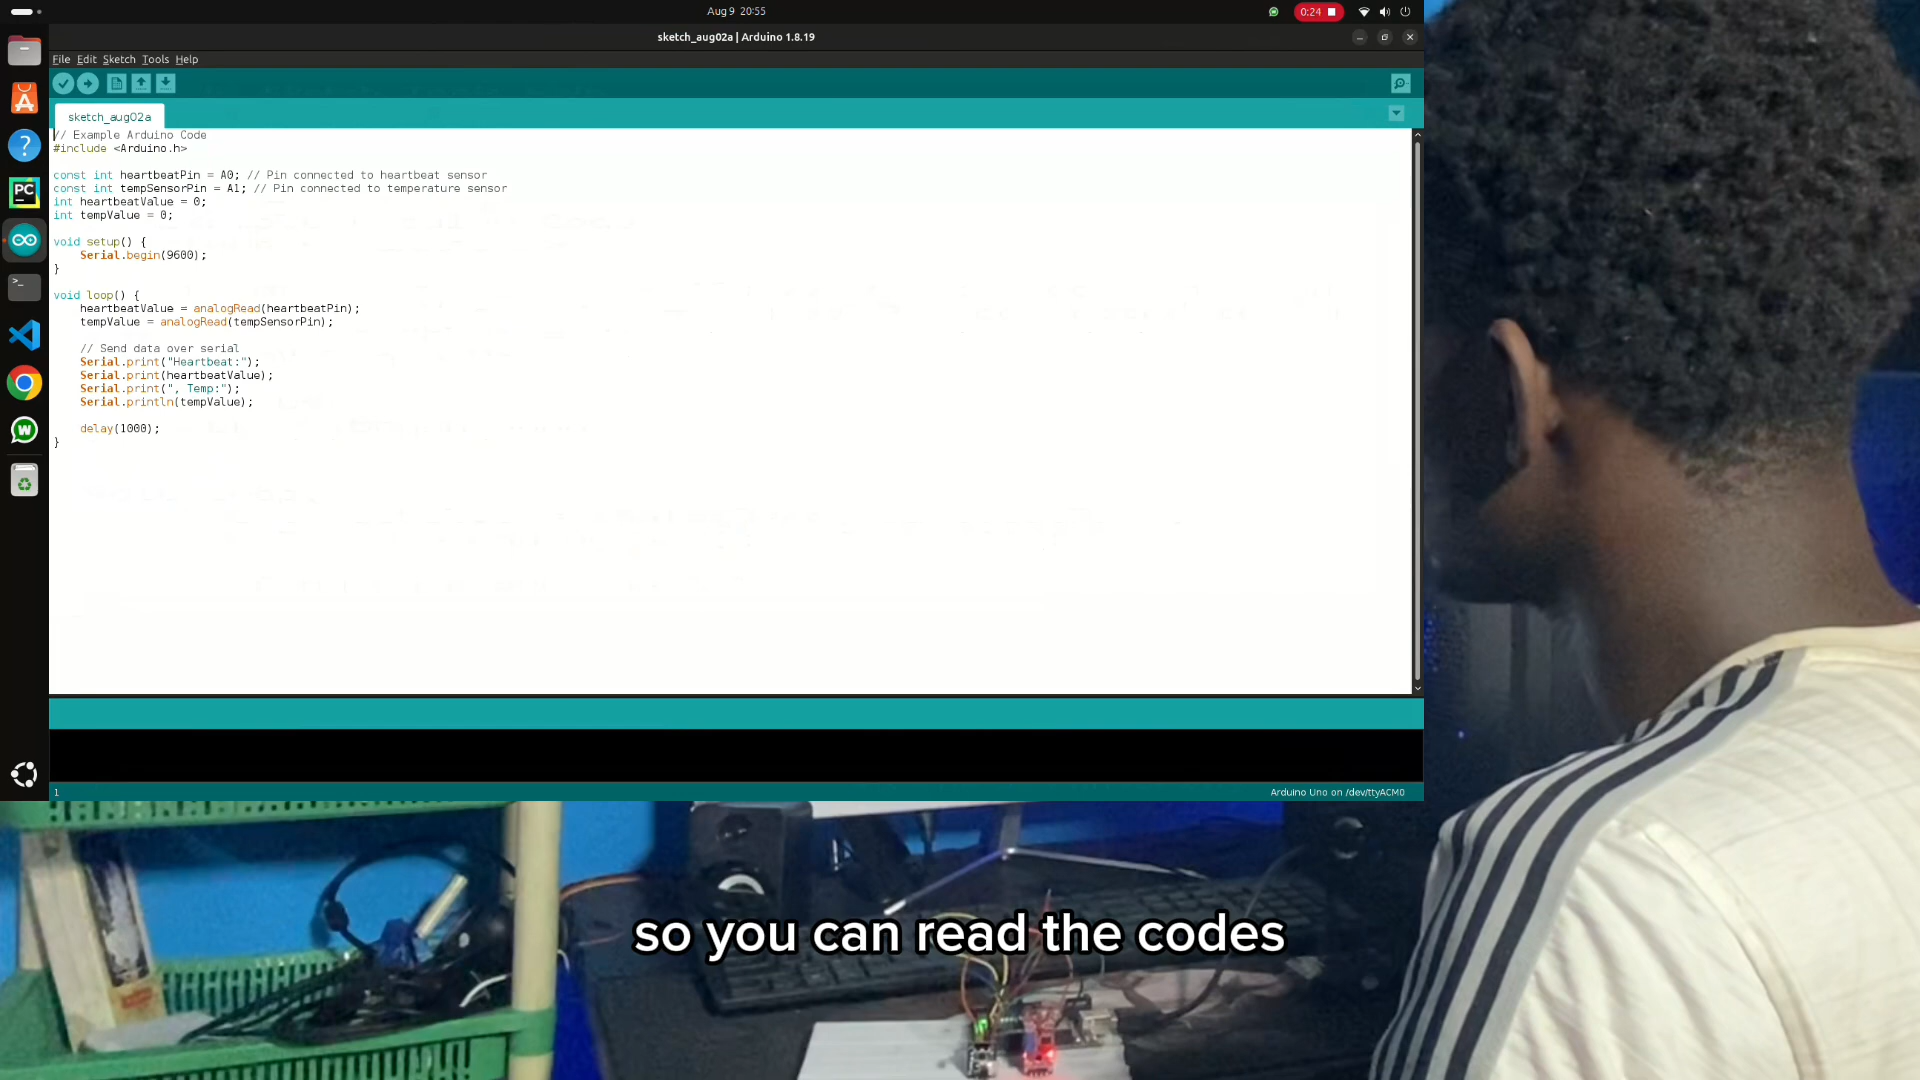 Aug 9 20:55
0:24
sketch_aug02a | Arduino 1.8.19
File Edit Sketch Tools Help
sketch_aug02a
// Example Arduino Code
#include <Arduino.h>
const int heartbeatPin = A0; // Pin connected to heartbeat sensor
const int tempSensorPin = A1; // Pin connected to temperature sensor
int heartbeatValue = 0;
int tempValue = 0;
void setup() {
Serial.begin(9600);
}
void loop() {
heartbeatValue = analogRead(heartbeatPin);
tempValue = analogRead(tempSensorPin);
// Send data over serial
Serial.print("Heartbeat:");
Serial.print(heartbeatValue);
Serial.print(", Temp:");
Serial.println(tempValue);
delay(1000);
}
1
Arduino Uno on /dev/ttyACM0
PC
>_
W
so you can read the codes